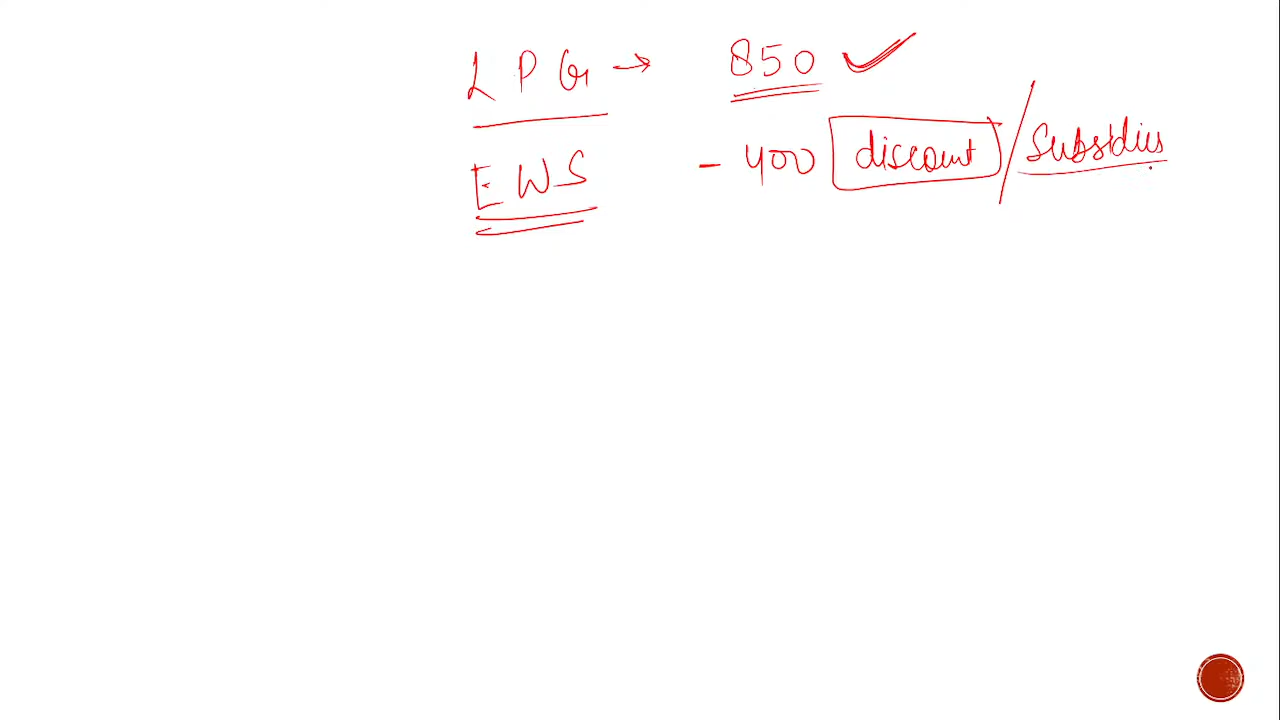 LPG → 850 ✓
EWS - 400 discount / Subsidies